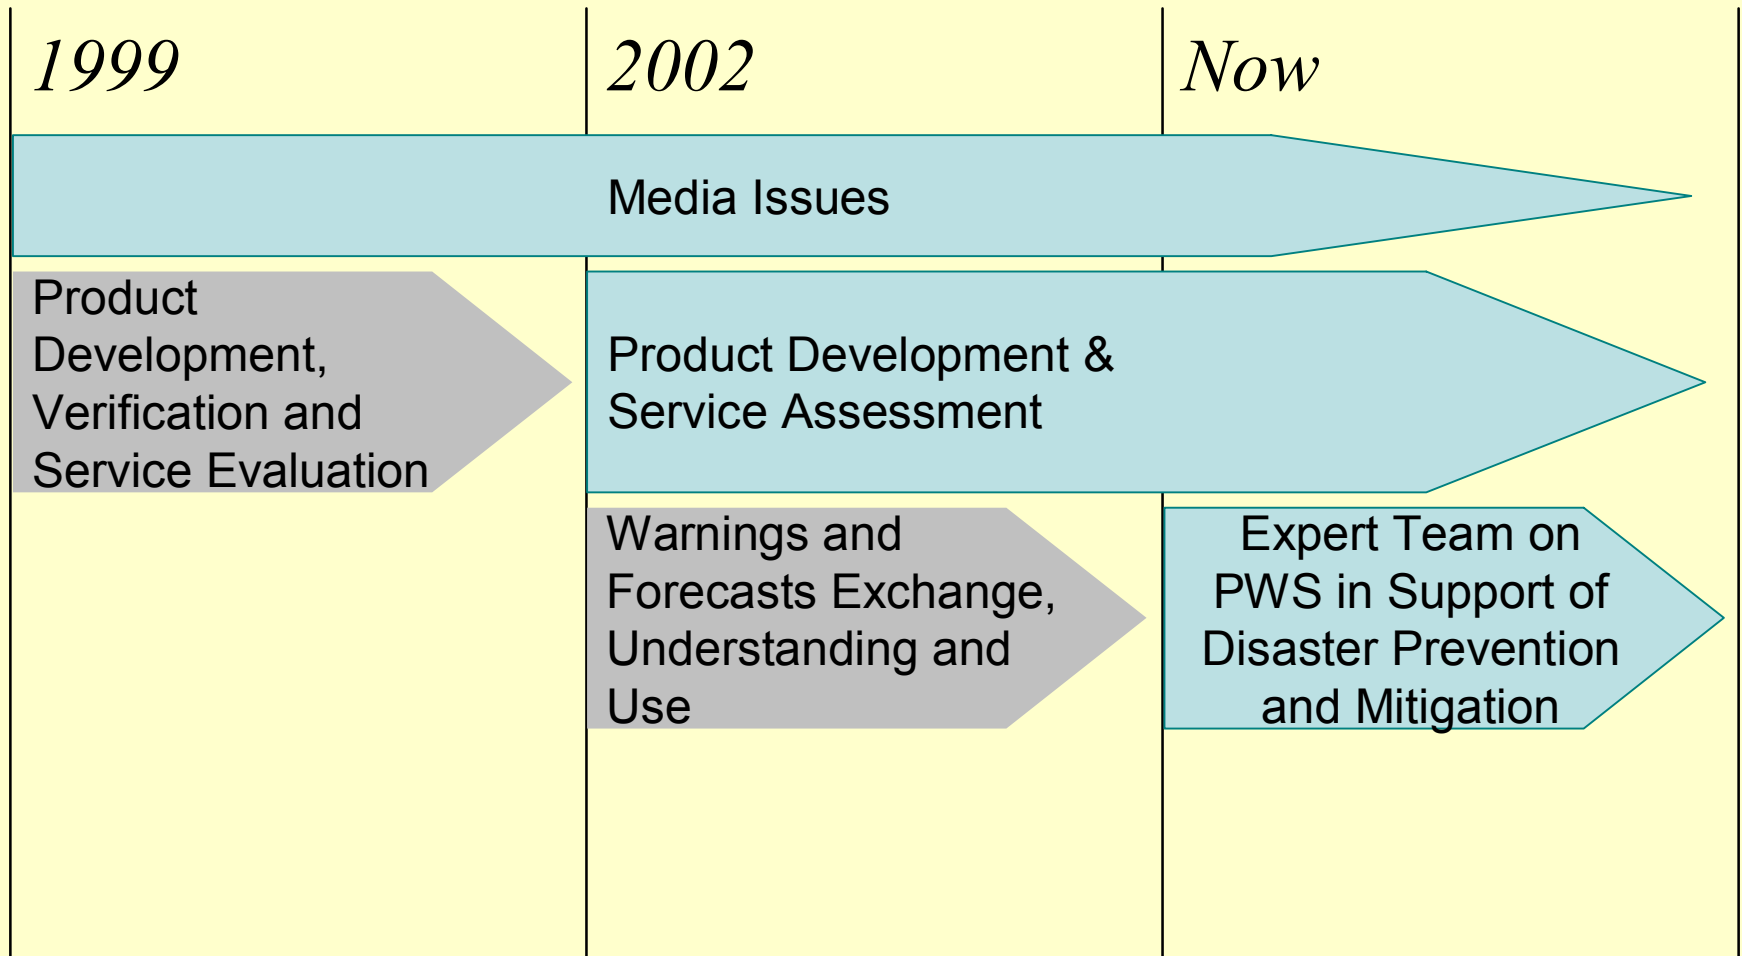 1999
2002
Now
Media Issues
Product
Development,
Verification and
Service Evaluation
Product Development &
Service Assessment
Warnings and
Forecasts Exchange,
Understanding and
Use
Expert Team on
PWS in Support of
Disaster Prevention
and Mitigation